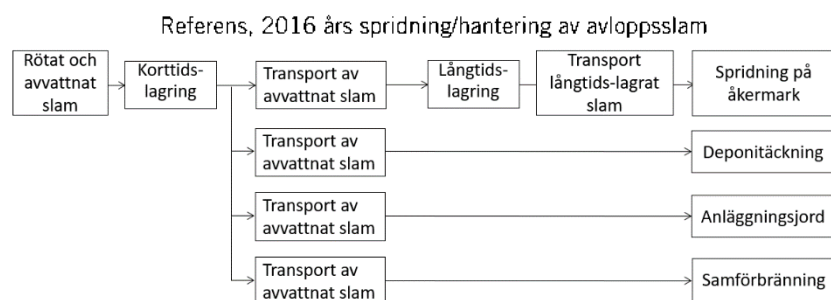 Referens, 2016 års spridning/hantering av avloppsslam
Rötat och
avvattnat
slam
Korttids-
lagring
Transport av
avvattnat slam
Långtids-
lagring
Transport
långtids-lagrat
slam
Spridning på
åkermark
Transport av
avvattnat slam
Deponitäckning
Transport av
avvattnat slam
Anläggningsjord
Transport av
avvattnat slam
Samförbränning